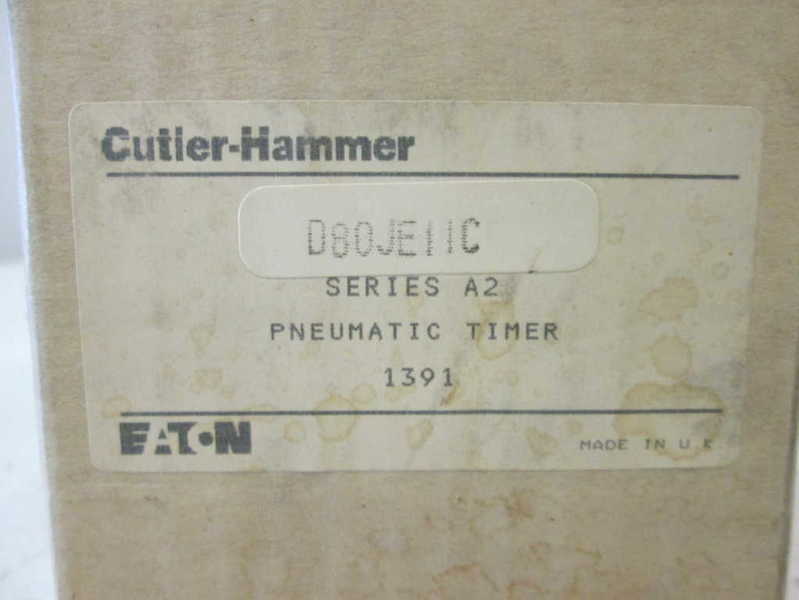 Cutler-Hammer
D80JE11C
SERIES A2
PNEUMATIC TIMER
1391
EATON
MADE IN U K